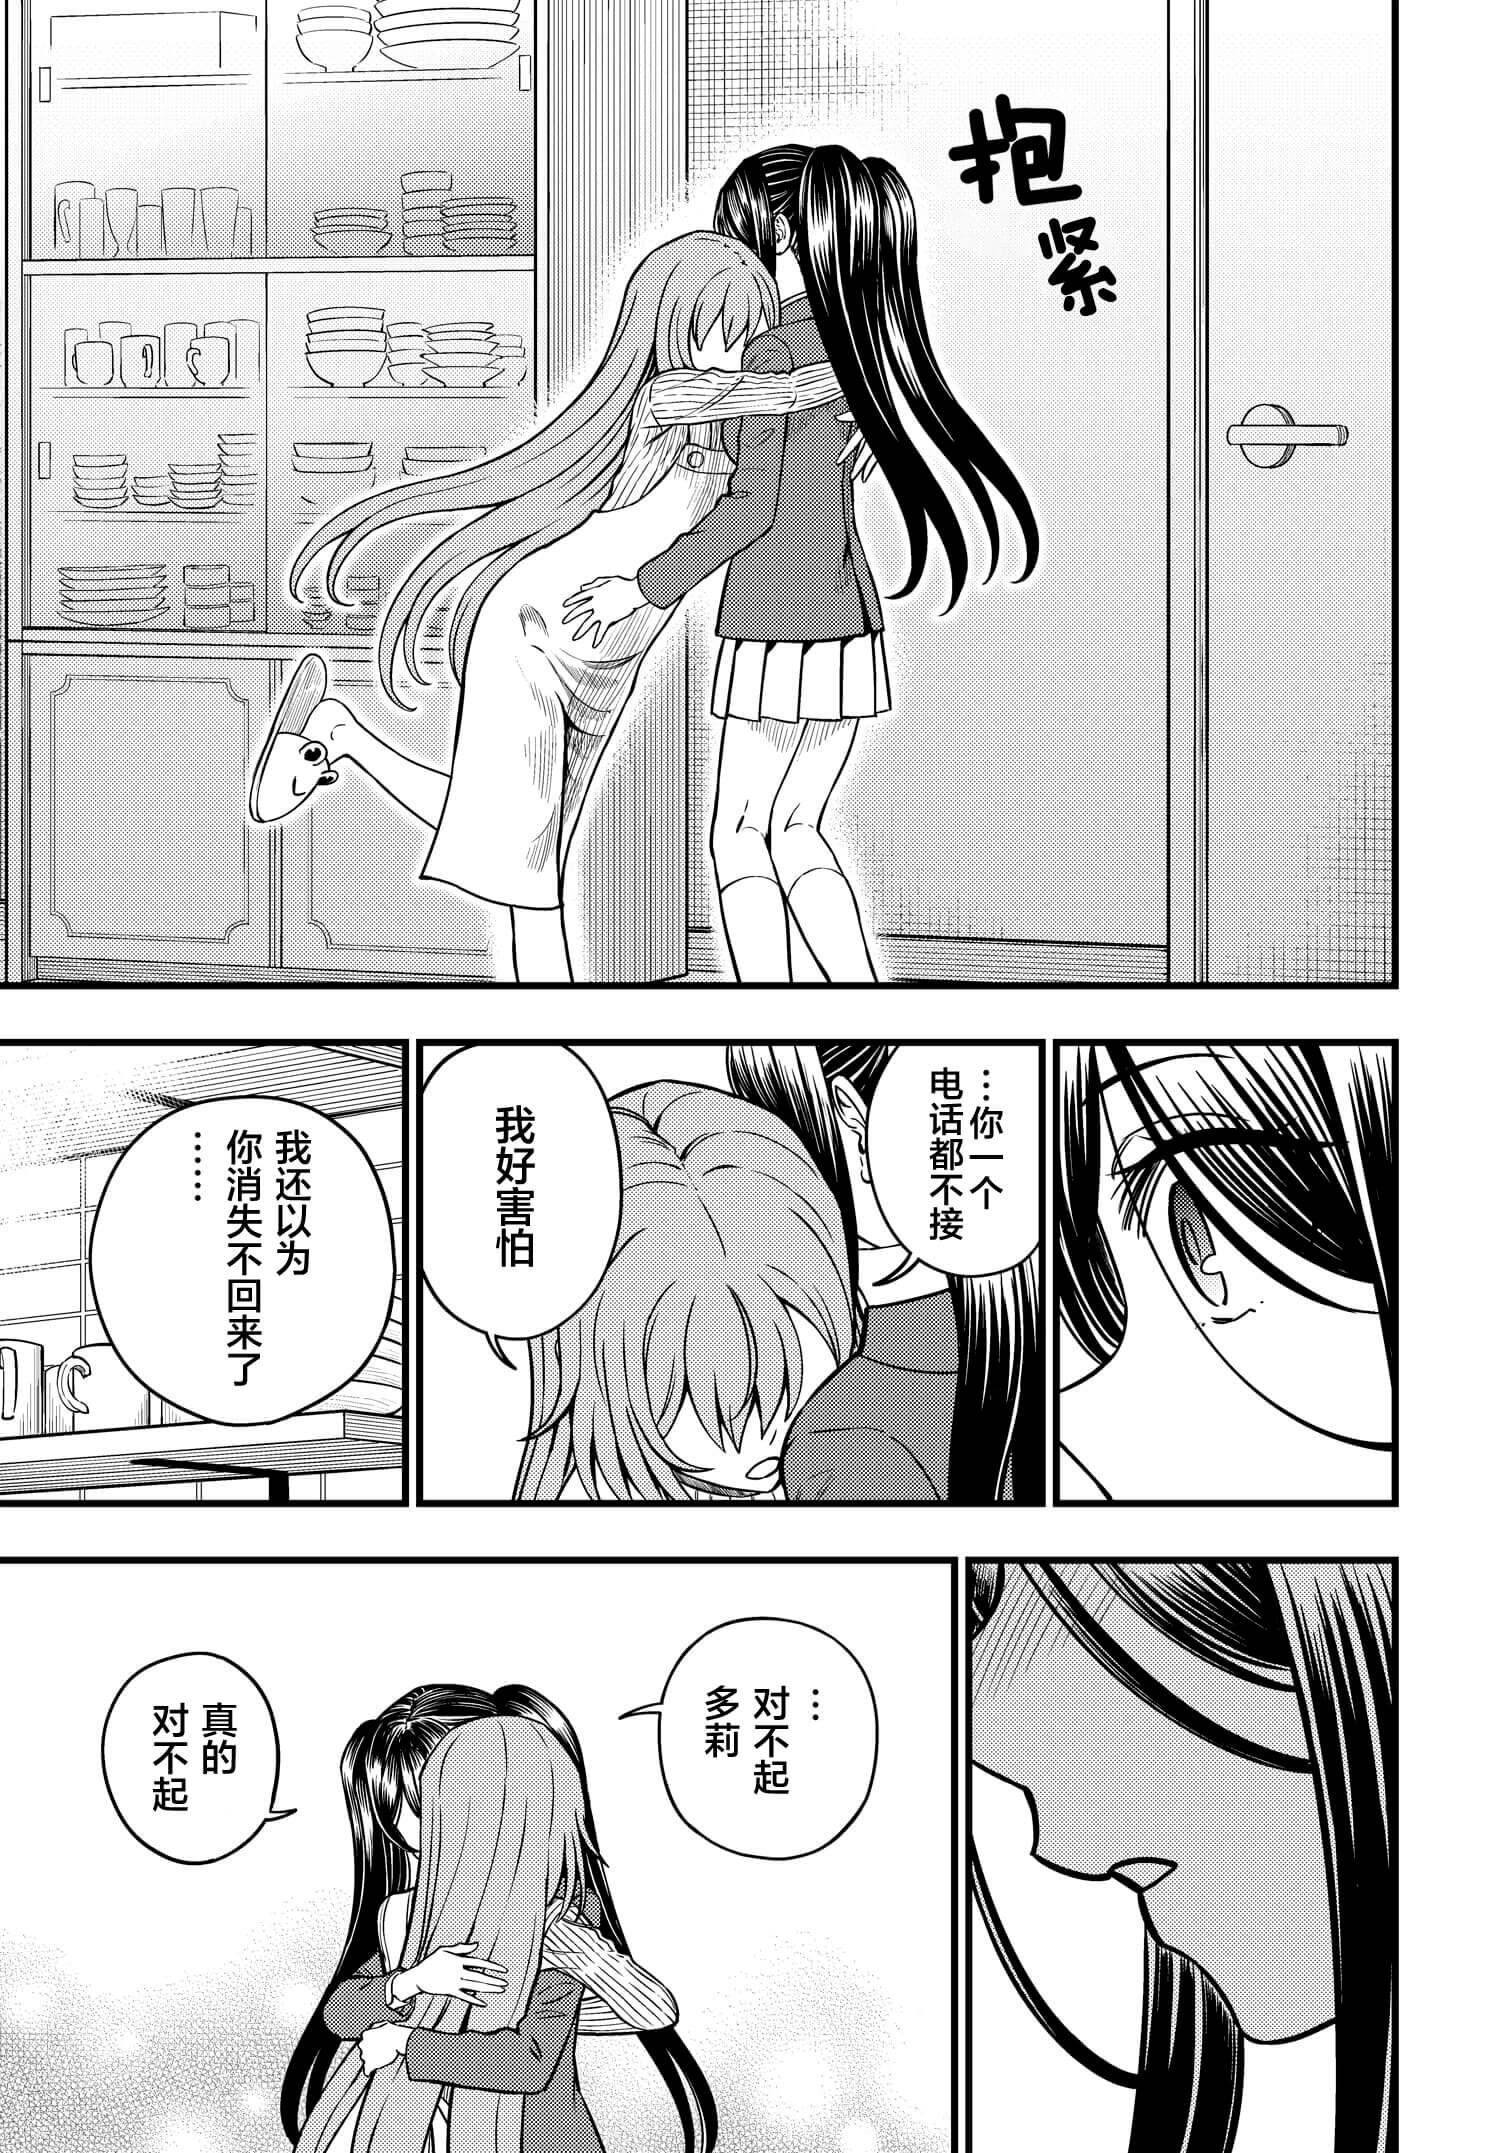 抱
紧
…你一个
电话都不接
我好
害怕
我还以为
你消失不回来了
……
…
对不起
多莉
真的
对不起